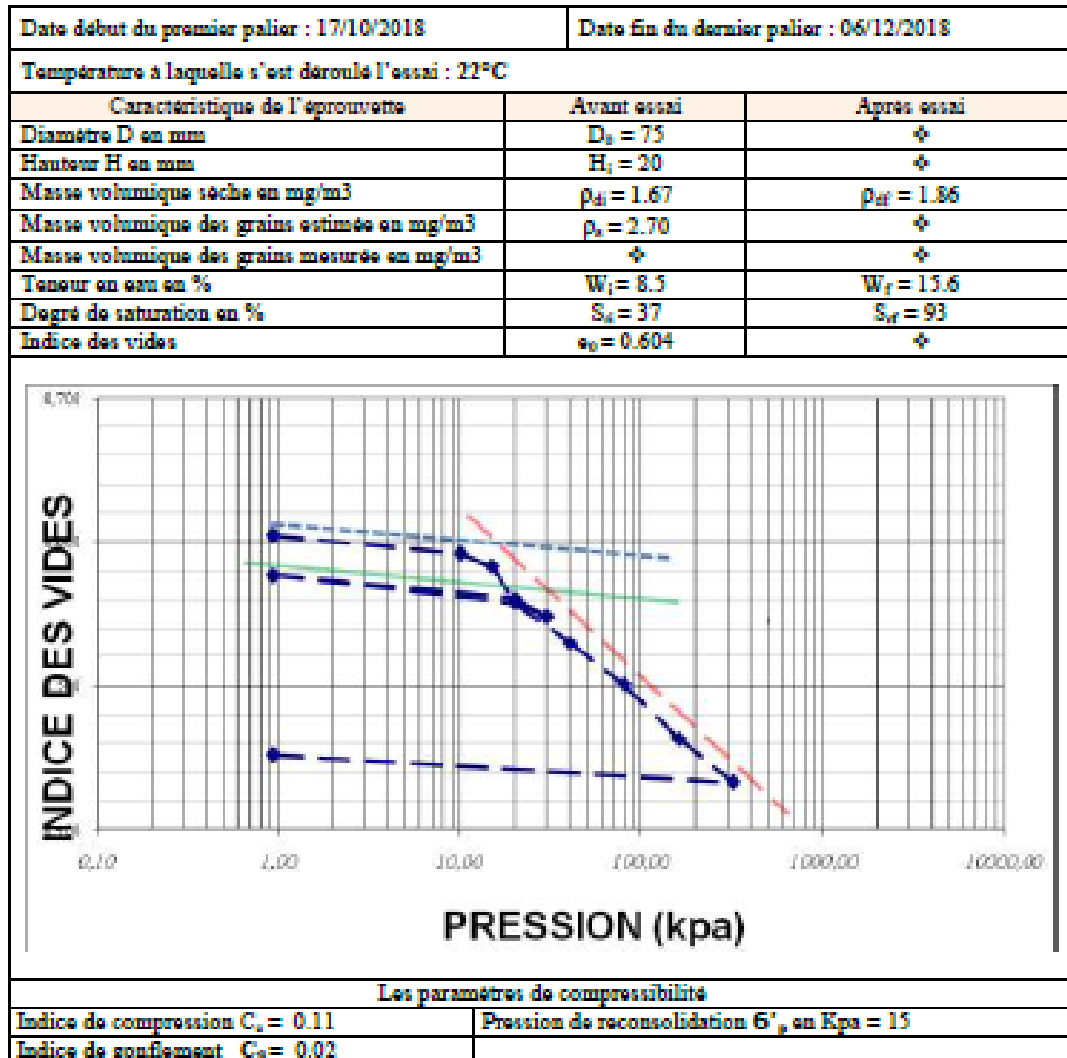 Date début du premier palier : 17/10/2018 Date fin du dernier palier : 06/12/2018
Température à laquelle s'est déroulé l'essai : 22°C
Caractéristique de l'éprouvette Avant essai Après essai
Diamètre D en mm D₀ = 75 ❖
Hauteur H en mm Hᵢ = 20 ❖
Masse volumique sèche en mg/m3 ρdi = 1.67 ρdf = 1.86
Masse volumique des grains estimée en mg/m3 ρs = 2.70 ❖
Masse volumique des grains mesurée en mg/m3 ❖ ❖
Teneur en eau en % Wi = 8.5 Wf = 15.6
Degré de saturation en % = 37 = 93
Indice des vides e₀ = 0.604 ❖
INDICE DES VIDES
0,10 1,00 10,00 100,00 1000,00 10000,00
PRESSION (kpa)
Les paramètres de compressibilité
Indice de compression Cc = 0.11 Pression de reconsolidation б'p en Kpa = 15
Indice de gonflement = 0.02